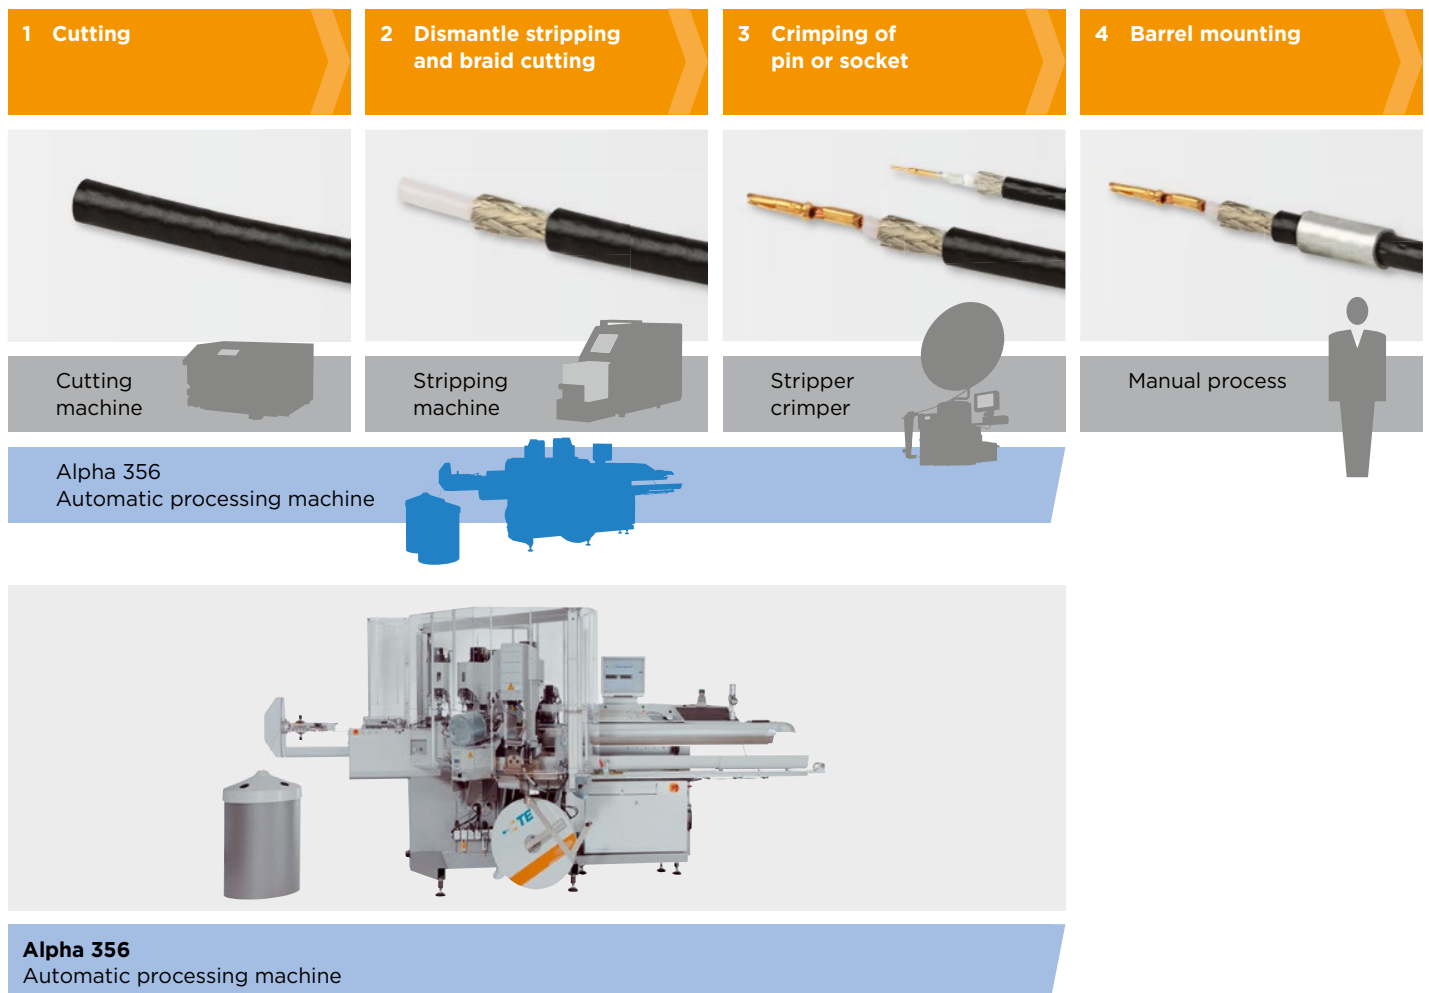 1 Cutting
2 Dismantle stripping
and braid cutting
3 Crimping of
pin or socket
4 Barrel mounting
Cutting
machine
Stripping
machine
Stripper
crimper
Manual process
Alpha 356
Automatic processing machine
TE
Alpha 356
Automatic processing machine